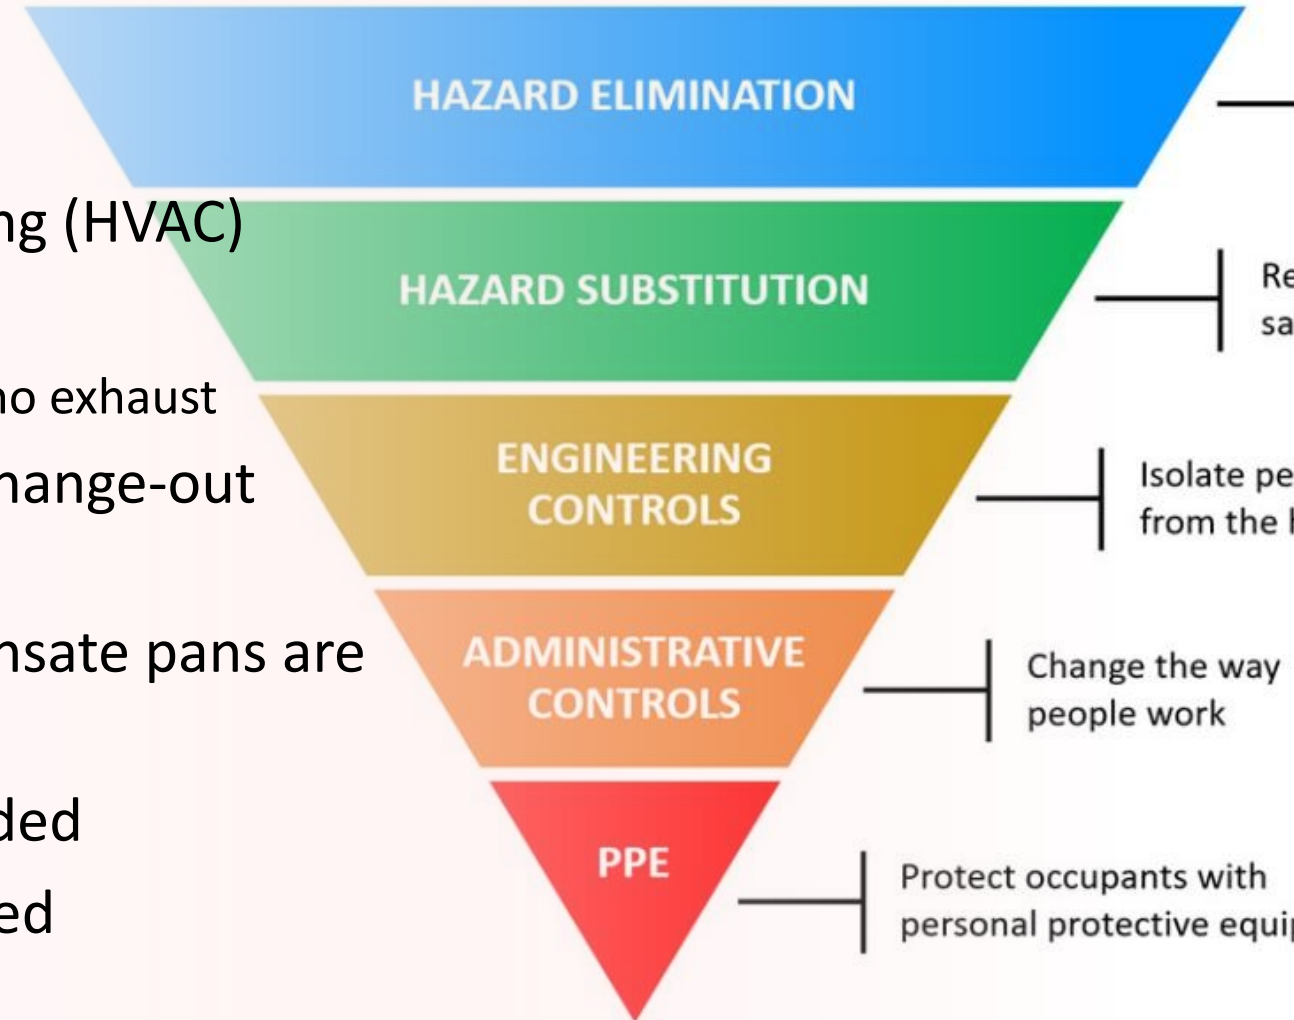 HAZARD ELIMINATION
ng (HVAC)
HAZARD SUBSTITUTION
Re
sa
no exhaust
hange-out
ENGINEERING
CONTROLS
Isolate pe
from the
nsate pans are
ADMINISTRATIVE
CONTROLS
Change the way
people work
ded
ed
PPE
Protect occupants with
personal protective equip